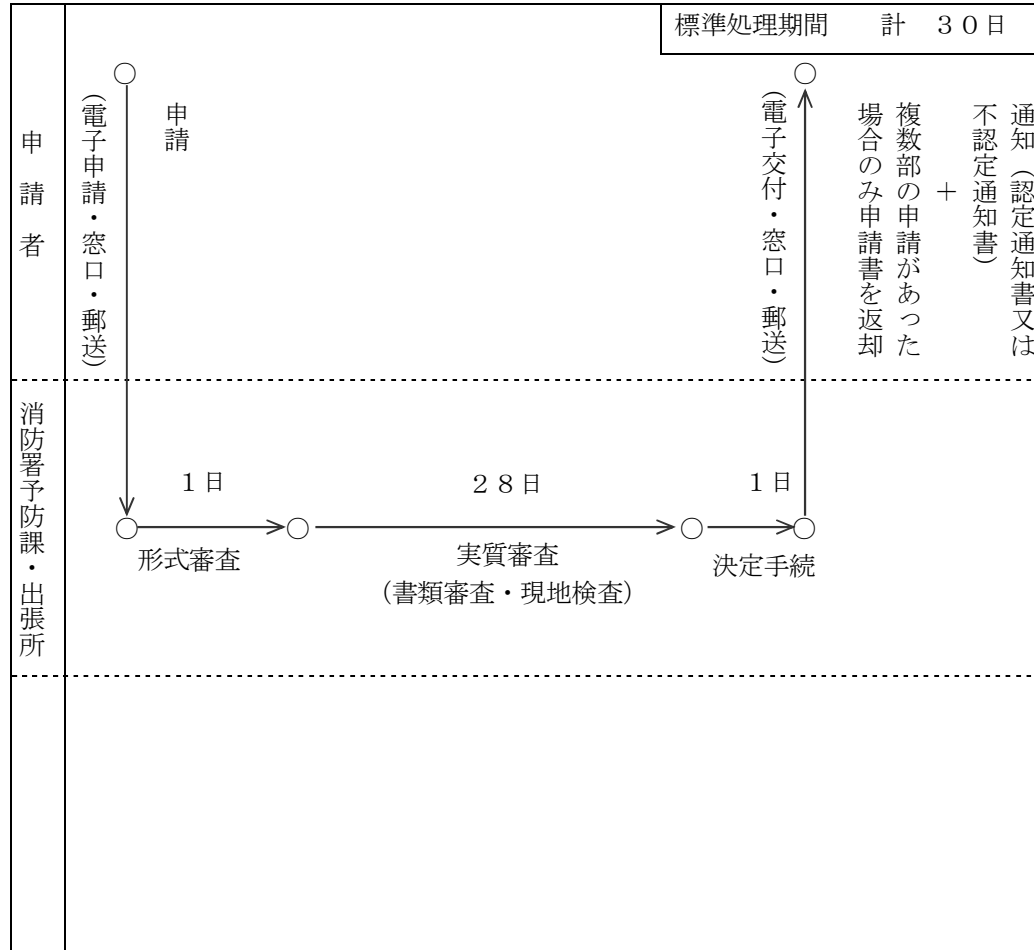 標準処理期間　　計　３０日
申請者
(電子申請・窓口・郵送)
申請
(電子交付・窓口・郵送)
通知（認定通知書又は
不認定通知書）
＋
複数部の申請があった
場合のみ申請書を返却
消防署予防課・出張所
１日
２８日
１日
形式審査
実質審査
（書類審査・現地検査）
決定手続